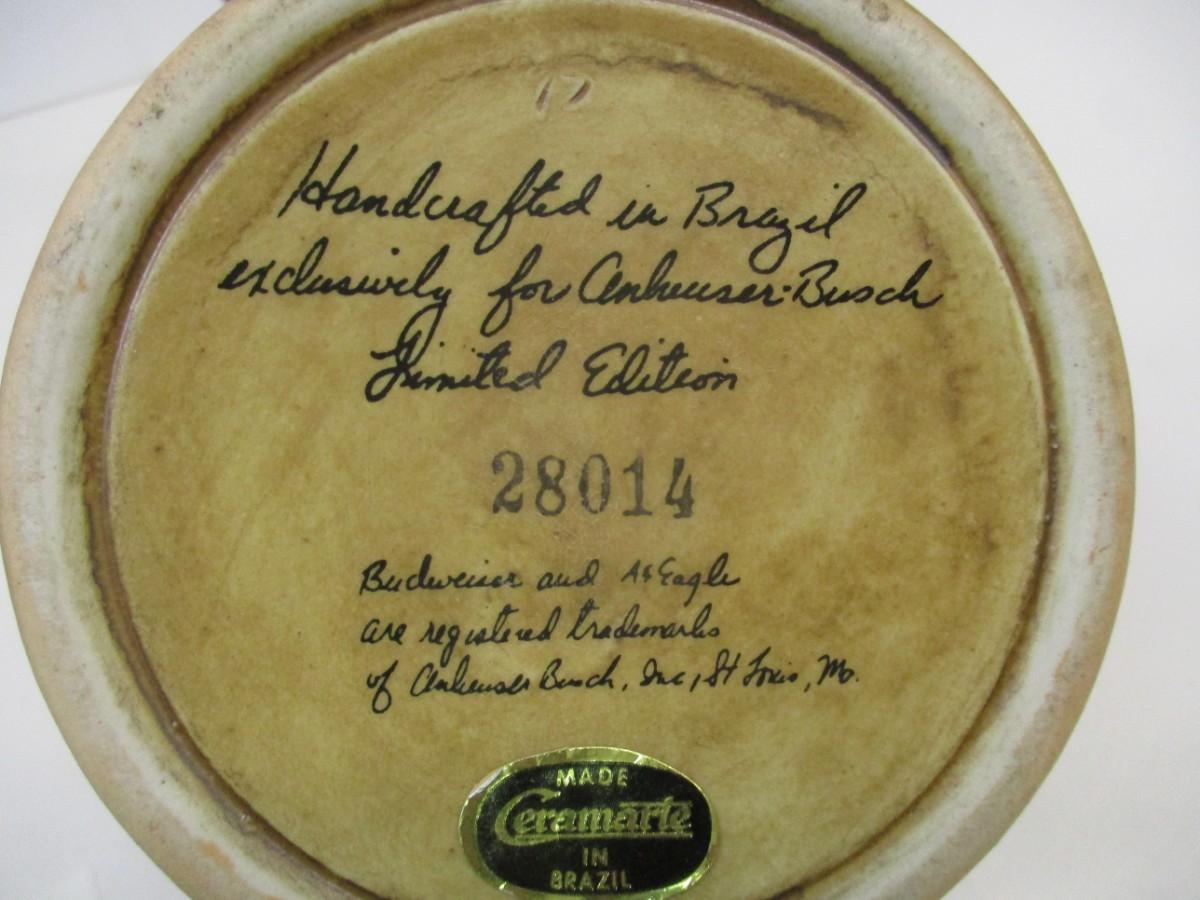 17
Handcrafted in Brazil
exclusively for Anheuser-Busch
Limited Edition
28014
Budweiser and A&Eagle
are registered trademarks
of Anheuser Busch, Inc, St Louis, Mo.
MADE
Ceramarte
IN
BRAZIL